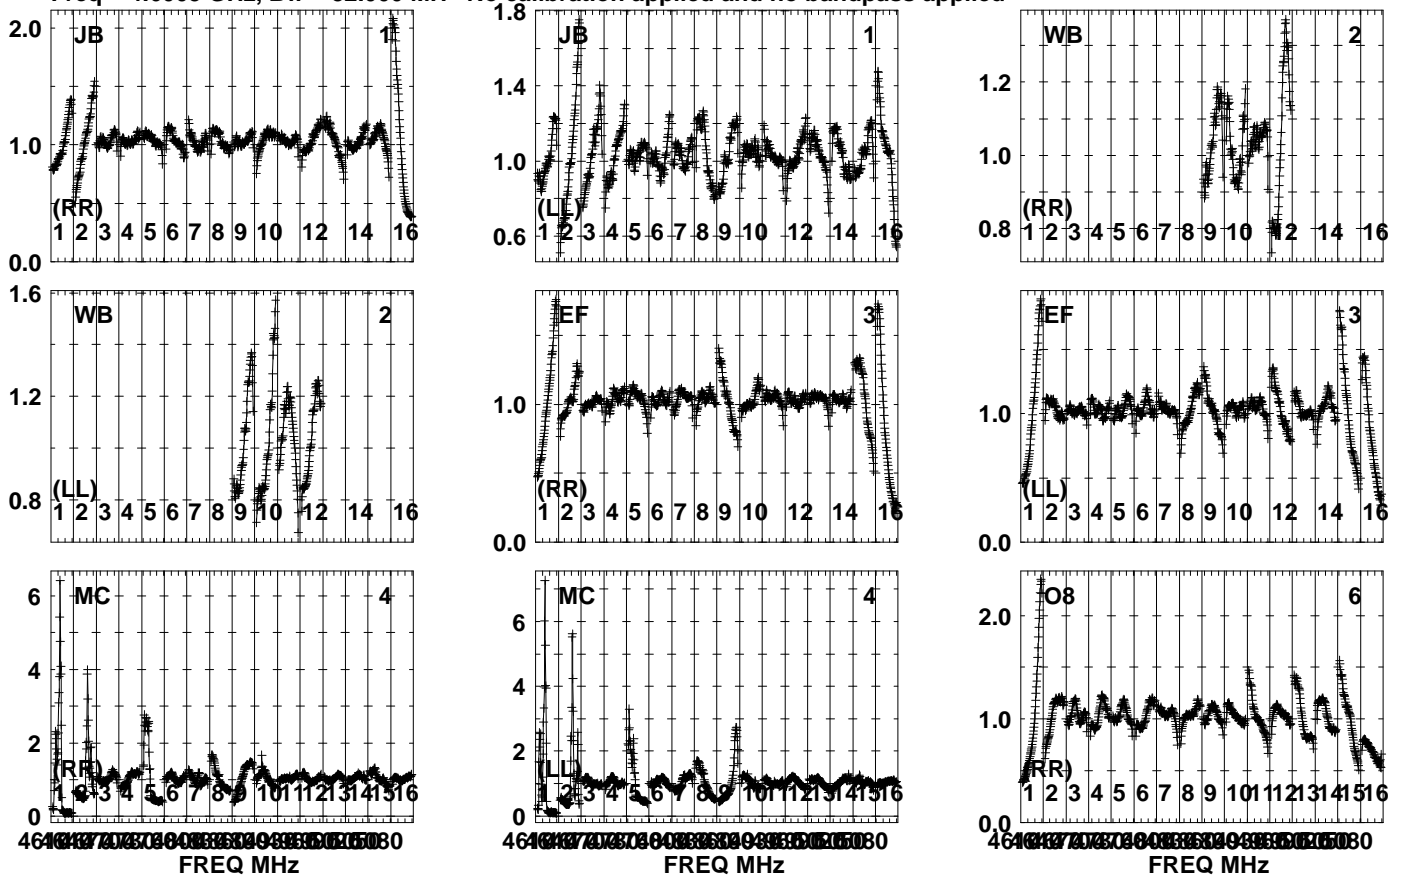 2.0
1.0
0.0
JB 1
(RR)
1 2 3 4 5 6 7 8 9 10 12 14 16
1.8
1.4
1.0
0.6
JB 1
(LL)
1 2 3 4 5 6 7 8 9 10 12 14 16
1.2
1.0
0.8
WB 2
(RR)
1 2 3 4 5 6 7 8 9 10 12 14 16
1.6
1.2
0.8
WB 2
(LL)
1 2 3 4 5 6 7 8 9 10 12 14 16
1.0
0.0
EF 3
(RR)
1 2 3 4 5 6 7 8 9 10 12 14 16
1.0
0.0
EF 3
(LL)
1 2 3 4 5 6 7 8 9 10 12 14 16
6
4
2
0
MC 4
(RR)
1 2 3 4 5 6 7 8 9 10 11 12 13 14 15 16
FREQ MHz
6
4
2
0
MC 4
(LL)
1 2 3 4 5 6 7 8 9 10 11 12 13 14 15 16
FREQ MHz
2.0
1.0
0.0
O8 6
(RR)
1 2 3 4 5 6 7 8 9 10 11 12 13 14 15 16
FREQ MHz